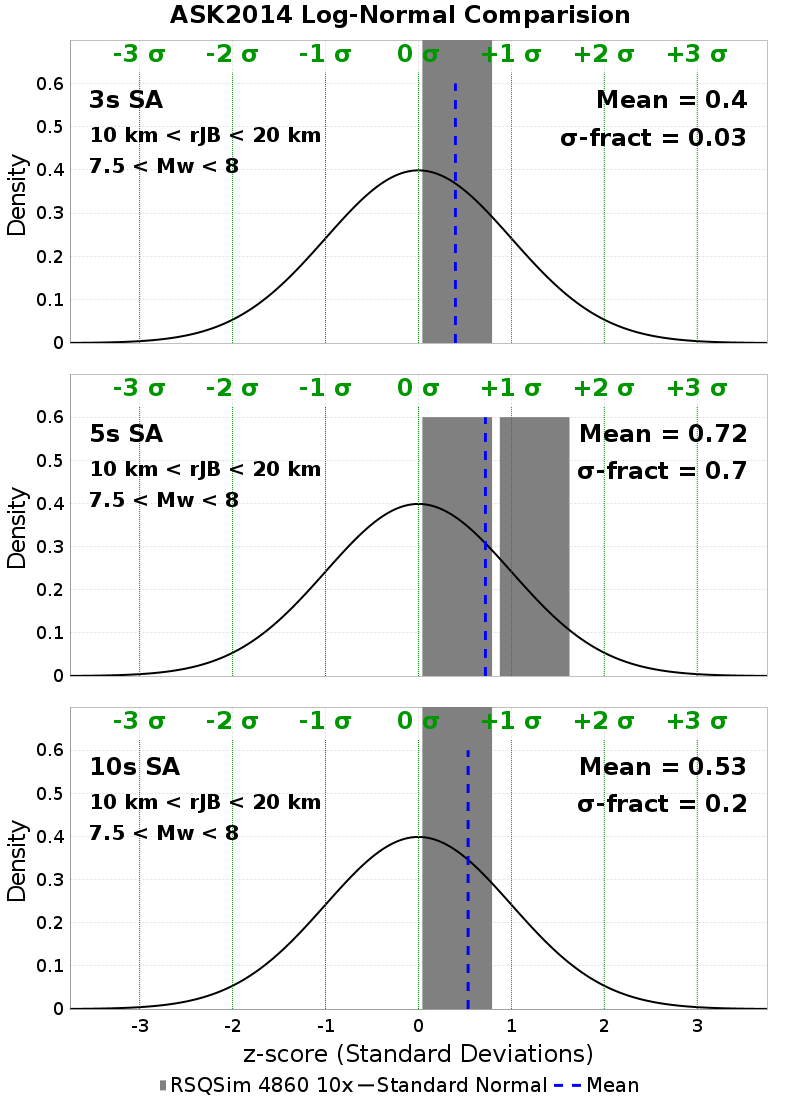 ASK2014 Log-Normal Comparision
-3 σ -2 σ -1 σ 0 σ +1 σ +2 σ +3 σ
3s SA
10 km < rJB < 20 km
7.5 < Mw < 8
Mean = 0.4
σ-fract = 0.03
Density
0.6
0.5
0.4
0.3
0.2
0.1
0
-3 σ -2 σ -1 σ 0 σ +1 σ +2 σ +3 σ
5s SA
10 km < rJB < 20 km
7.5 < Mw < 8
Mean = 0.72
σ-fract = 0.7
Density
0.6
0.5
0.4
0.3
0.2
0.1
0
-3 σ -2 σ -1 σ 0 σ +1 σ +2 σ +3 σ
10s SA
10 km < rJB < 20 km
7.5 < Mw < 8
Mean = 0.53
σ-fract = 0.2
Density
0.6
0.5
0.4
0.3
0.2
0.1
0
-3 -2 -1 0 1 2 3
z-score (Standard Deviations)
RSQSim 4860 10x Standard Normal Mean